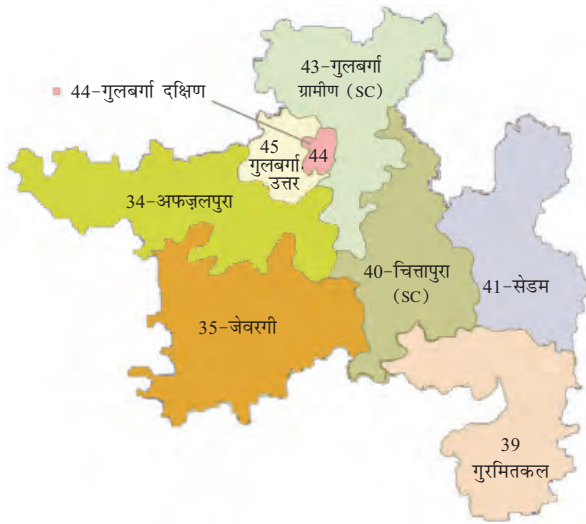 43-गुलबर्गा
ग्रामीण (SC)
44-गुलबर्गा दक्षिण
45
गुलबर्गा
उत्तर
44
34-अफज़लपुरा
40-चित्तापुरा
(SC)
41-सेडम
35-जेवरगी
39
गुरमितकल